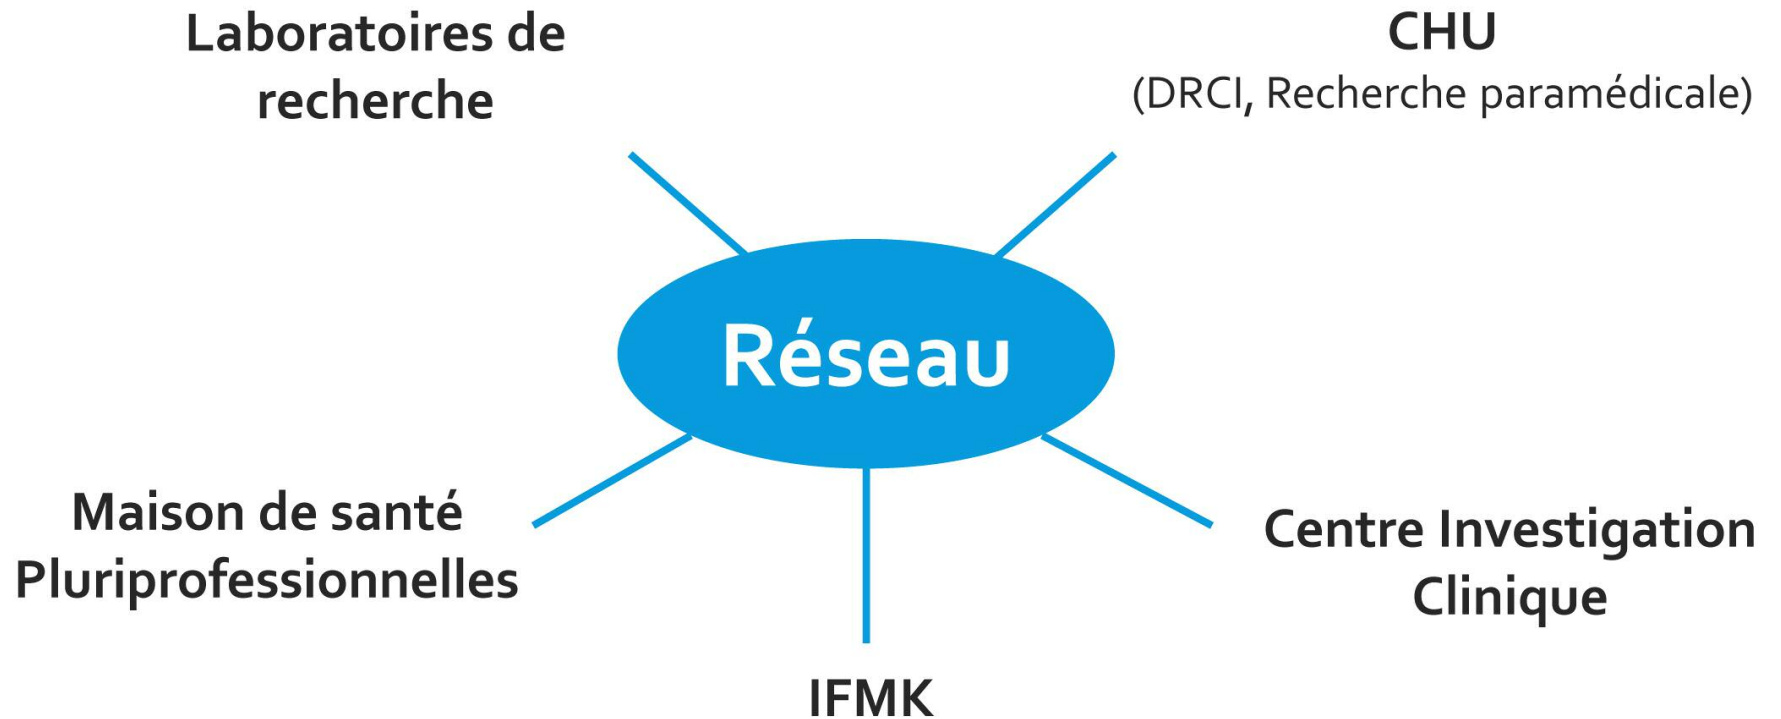 Laboratoires de
recherche
CHU
(DRCI, Recherche paramédicale)
Réseau
Maison de santé
Pluriprofessionnelles
Centre Investigation
Clinique
IFMK